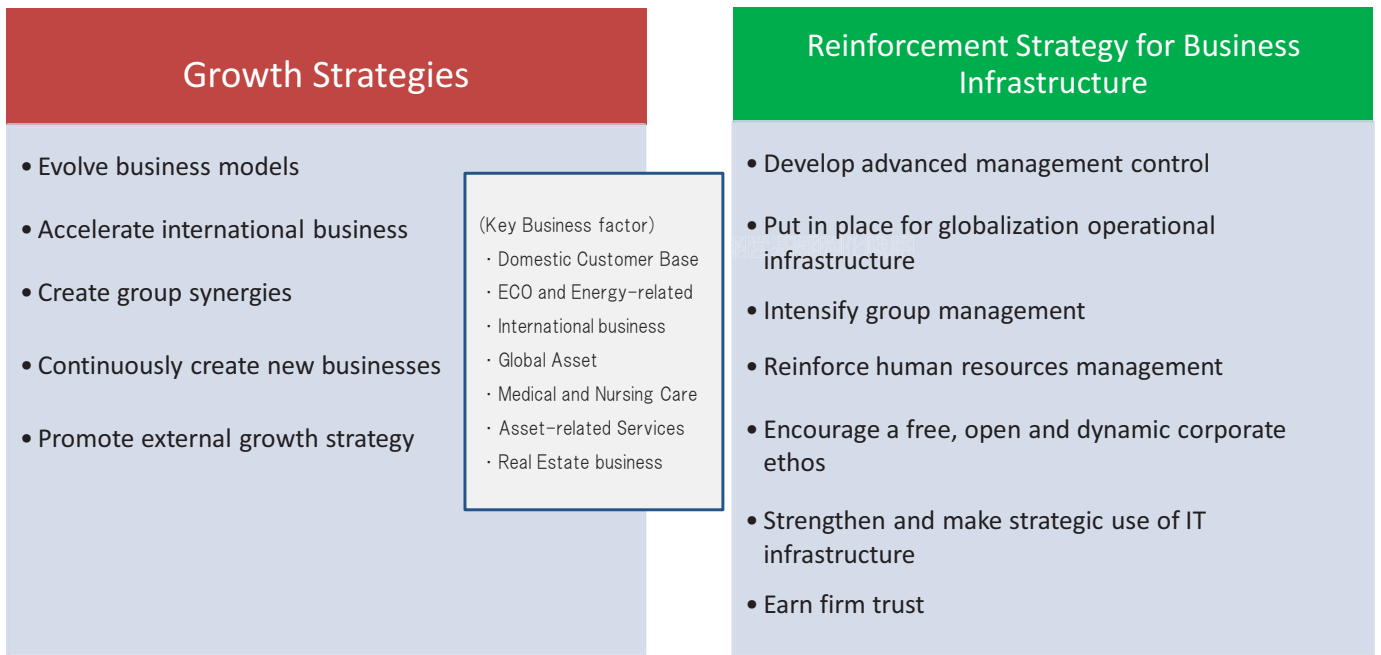 Growth Strategies
• Evolve business models
• Accelerate international business
• Create group synergies
• Continuously create new businesses
• Promote external growth strategy
(Key Business factor)
・Domestic Customer Base
・ECO and Energy-related
・International business
・Global Asset
・Medical and Nursing Care
・Asset-related Services
・Real Estate business
Reinforcement Strategy for Business
Infrastructure
• Develop advanced management control
• Put in place for globalization operational
infrastructure
• Intensify group management
• Reinforce human resources management
• Encourage a free, open and dynamic corporate
ethos
• Strengthen and make strategic use of IT
infrastructure
• Earn firm trust